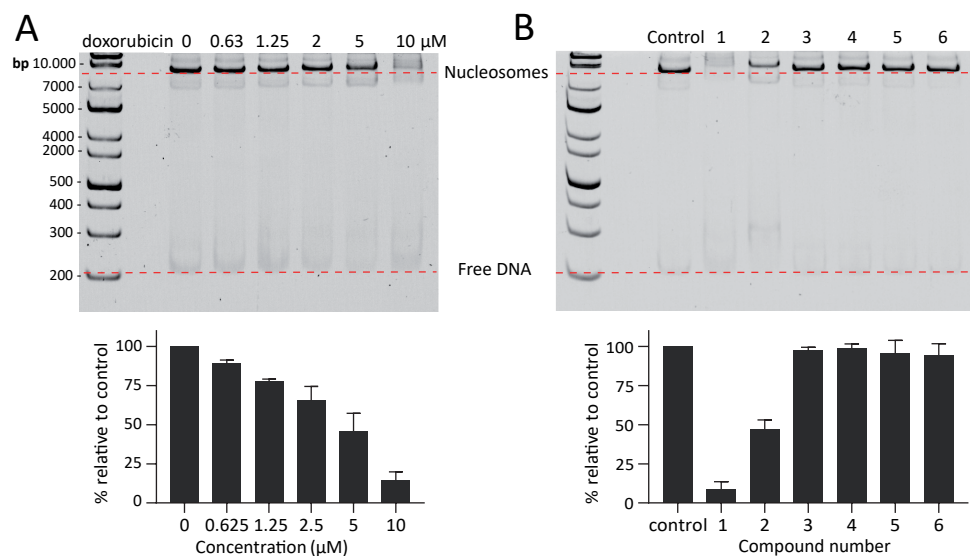 A
doxorubicin 0 0.63 1.25 2 5 10 µM
bp 10.000
7000
5000
4000
2000
500
400
300
200
Nucleosomes
Free DNA
B
Control 1 2 3 4 5 6
% relative to control
100
75
50
25
0
0 0.625 1.25 2.5 5 10
Concentration (µM)
% relative to control
100
75
50
25
0
control 1 2 3 4 5 6
Compound number